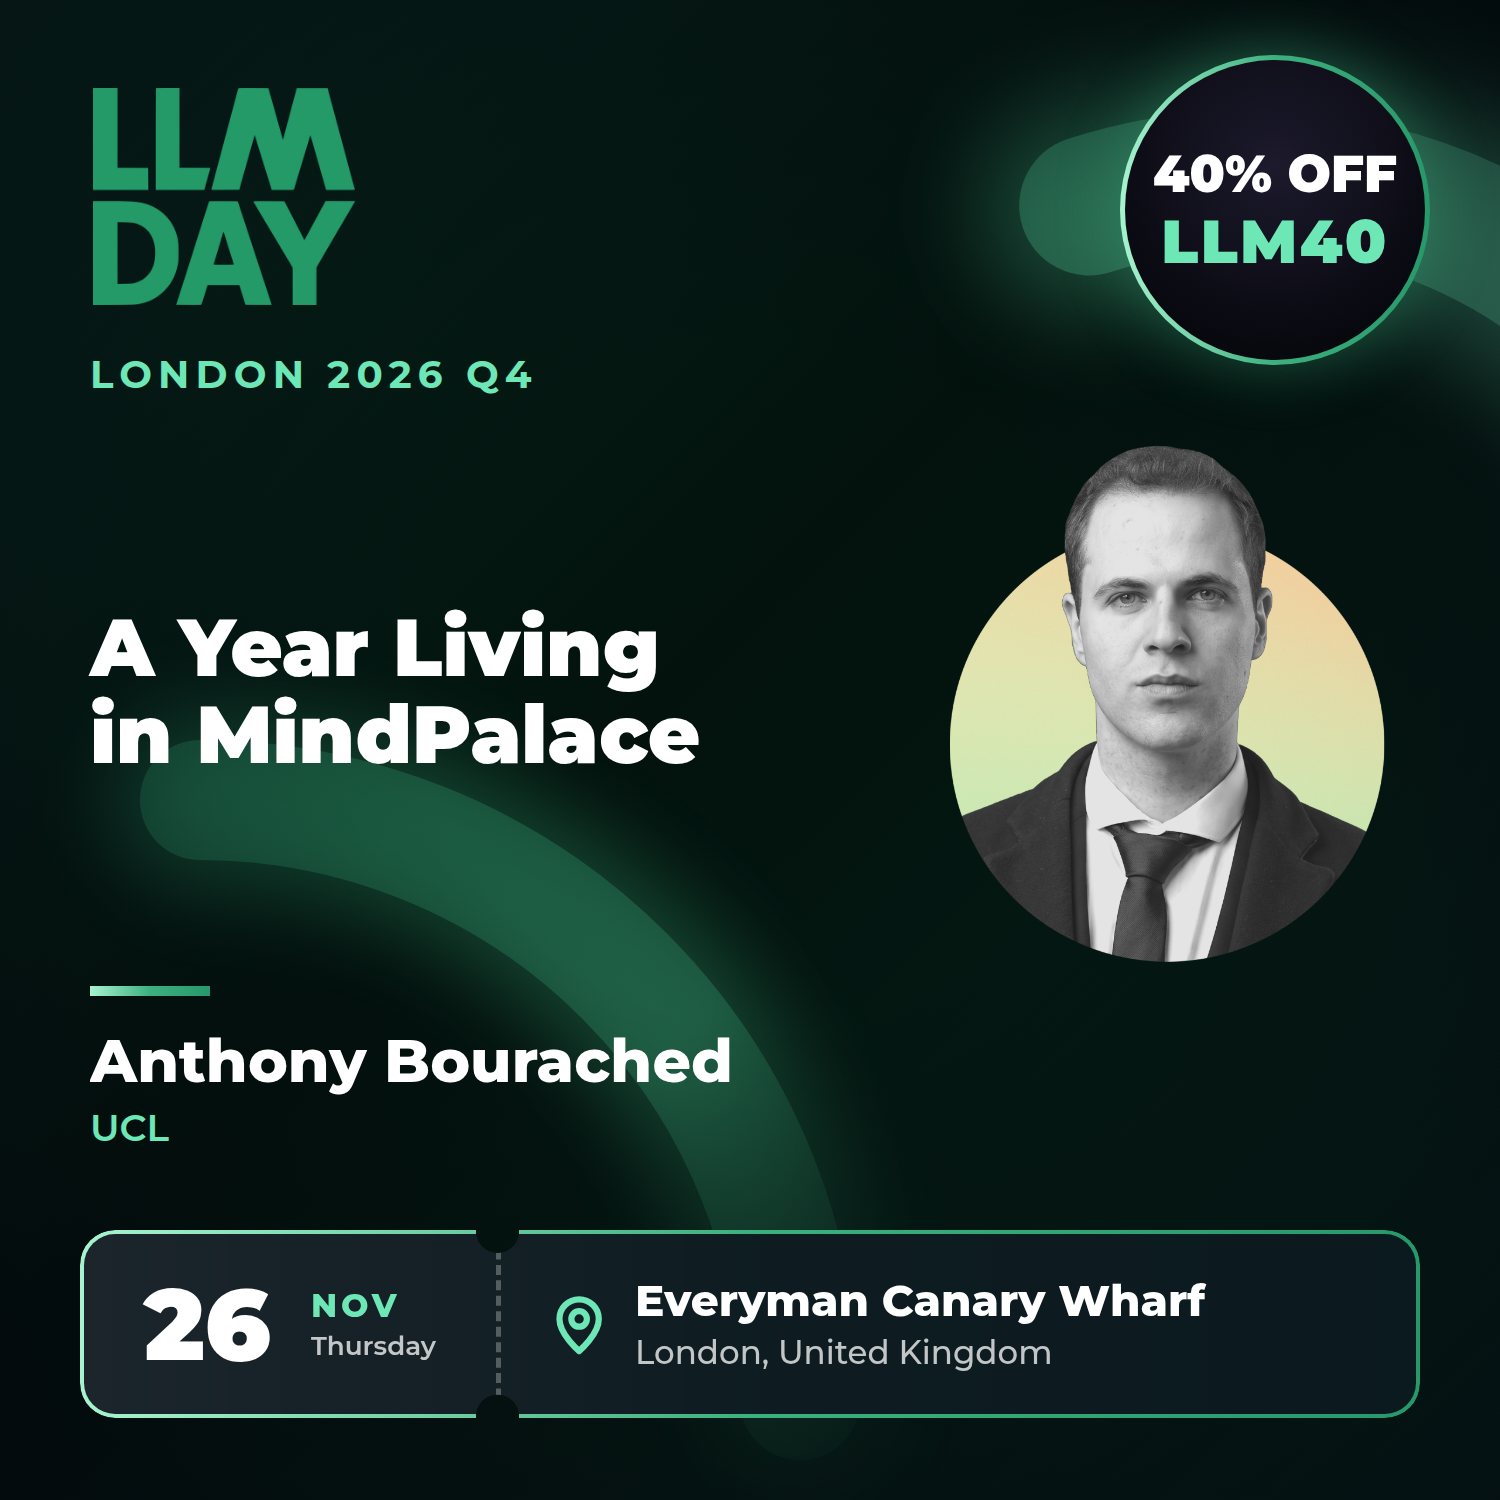 LLM
DAY
LONDON 2026 Q4
40% OFF
LLM40
A Year Living
in MindPalace
Anthony Bourached
UCL
26
NOV
Thursday
Everyman Canary Wharf
London, United Kingdom